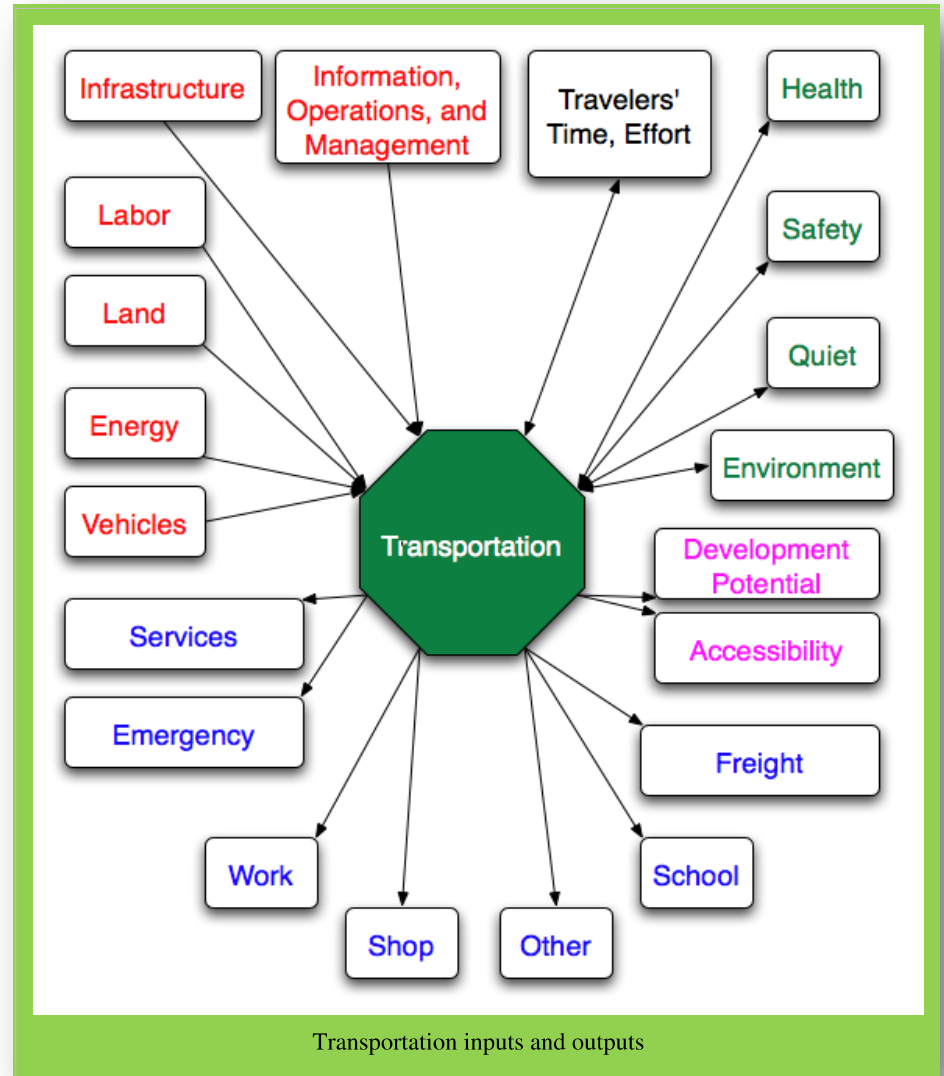 Infrastructure
Information,
Operations, and
Management
Travelers'
Time, Effort
Health
Labor
Safety
Land
Quiet
Energy
Environment
Vehicles
Transportation
Development
Potential
Services
Accessibility
Emergency
Freight
Work
School
Shop
Other
Transportation inputs and outputs